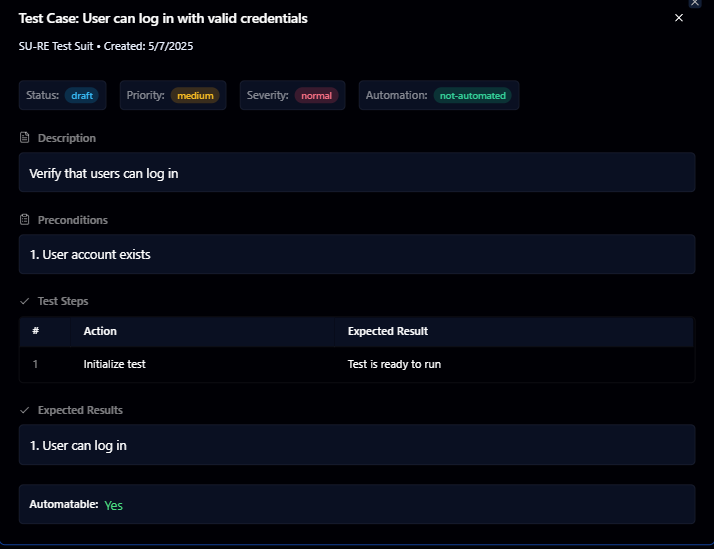 Test Case: User can log in with valid credentials
SU-RE Test Suit • Created: 5/7/2025
Status: draft Priority: medium Severity: normal Automation: not-automated
Description
Verify that users can log in
Preconditions
1. User account exists
Test Steps
# Action Expected Result
1 Initialize test Test is ready to run
Expected Results
1. User can log in
Automatable: Yes